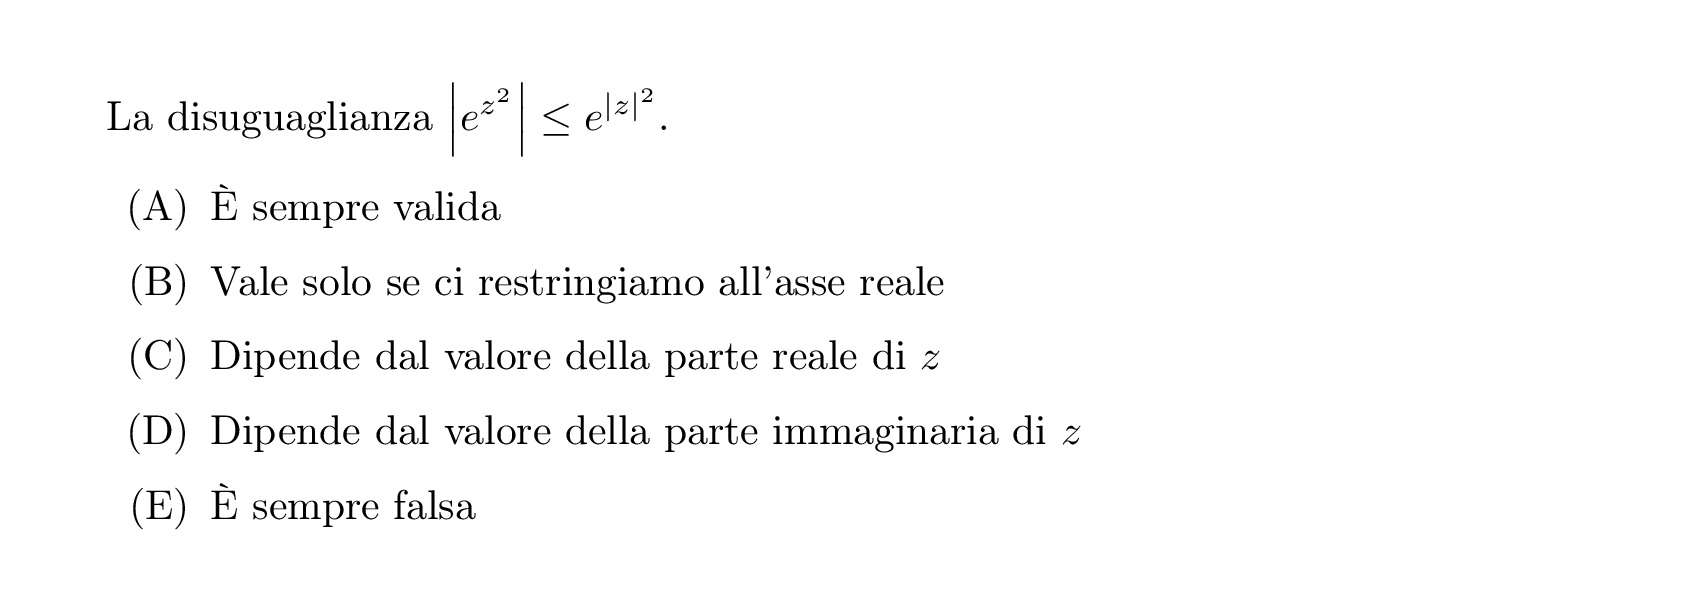 La disuguaglianza $\left|e^{z^2}\right| \leq e^{|z|^2}$.
(A) È sempre valida
(B) Vale solo se ci restringiamo all'asse reale
(C) Dipende dal valore della parte reale di $z$
(D) Dipende dal valore della parte immaginaria di $z$
(E) È sempre falsa